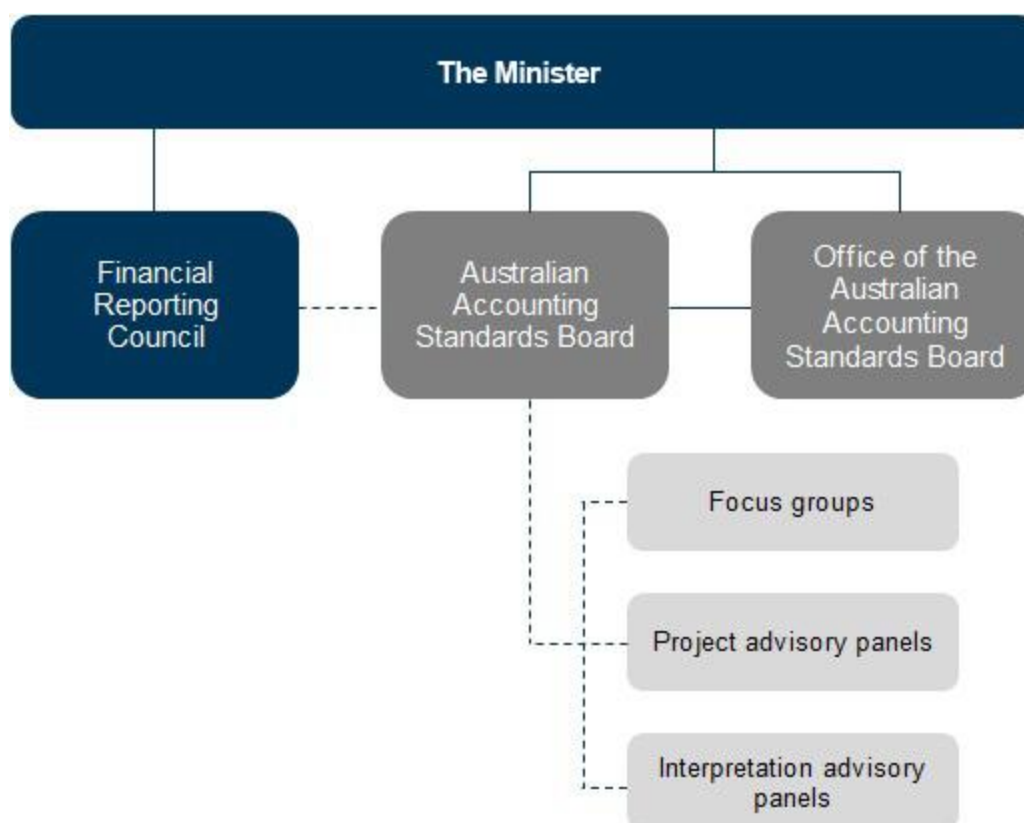 The Minister
Financial
Reporting
Council
Australian
Accounting
Standards Board
Office of the
Australian
Accounting
Standards Board
Focus groups
Project advisory panels
Interpretation advisory
panels